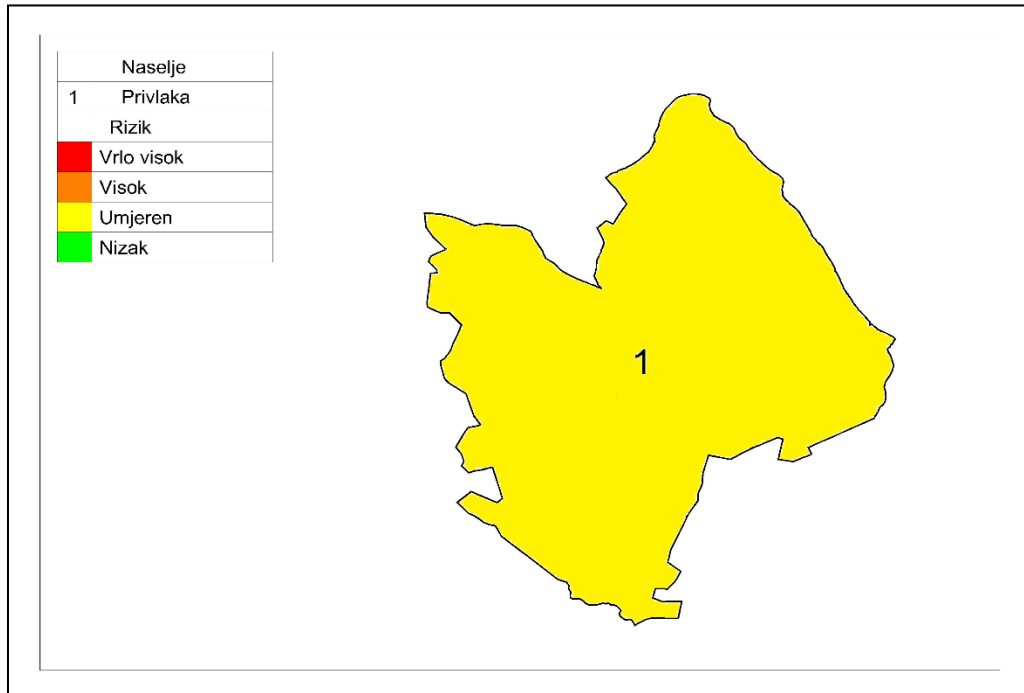 Naselje
1 Privlaka
Rizik
Vrlo visok
Visok
Umjeren
Nizak
1